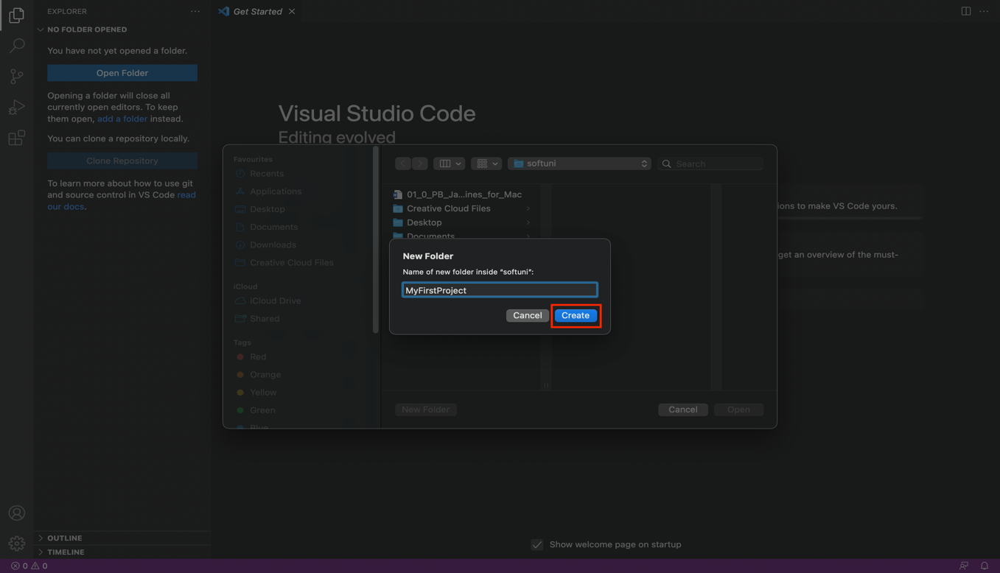 EXPLORER
NO FOLDER OPENED
You have not yet opened a folder.
Open Folder
Opening a folder will close all
currently open editors. To keep
them open, add a folder instead.
You can clone a repository locally.
Clone Repository
To learn more about how to use git
and source control in VS Code read
our docs.
OUTLINE
TIMELINE
0 0
Get Started
Visual Studio Code
Editing evolved
Favourites
Recents
Applications
Desktop
Documents
Downloads
Creative Cloud Files
iCloud
iCloud Drive
Shared
Tags
Red
Orange
Yellow
Green
Blue
softuni
Search
01_0_PB_Ja...ines_for_Mac
Creative Cloud Files
Desktop
Documents
New Folder
Name of new folder inside “softuni”:
MyFirstProject
Cancel Create
New Folder
Cancel Open
ions to make VS Code yours.
get an overview of the must-
Show welcome page on startup